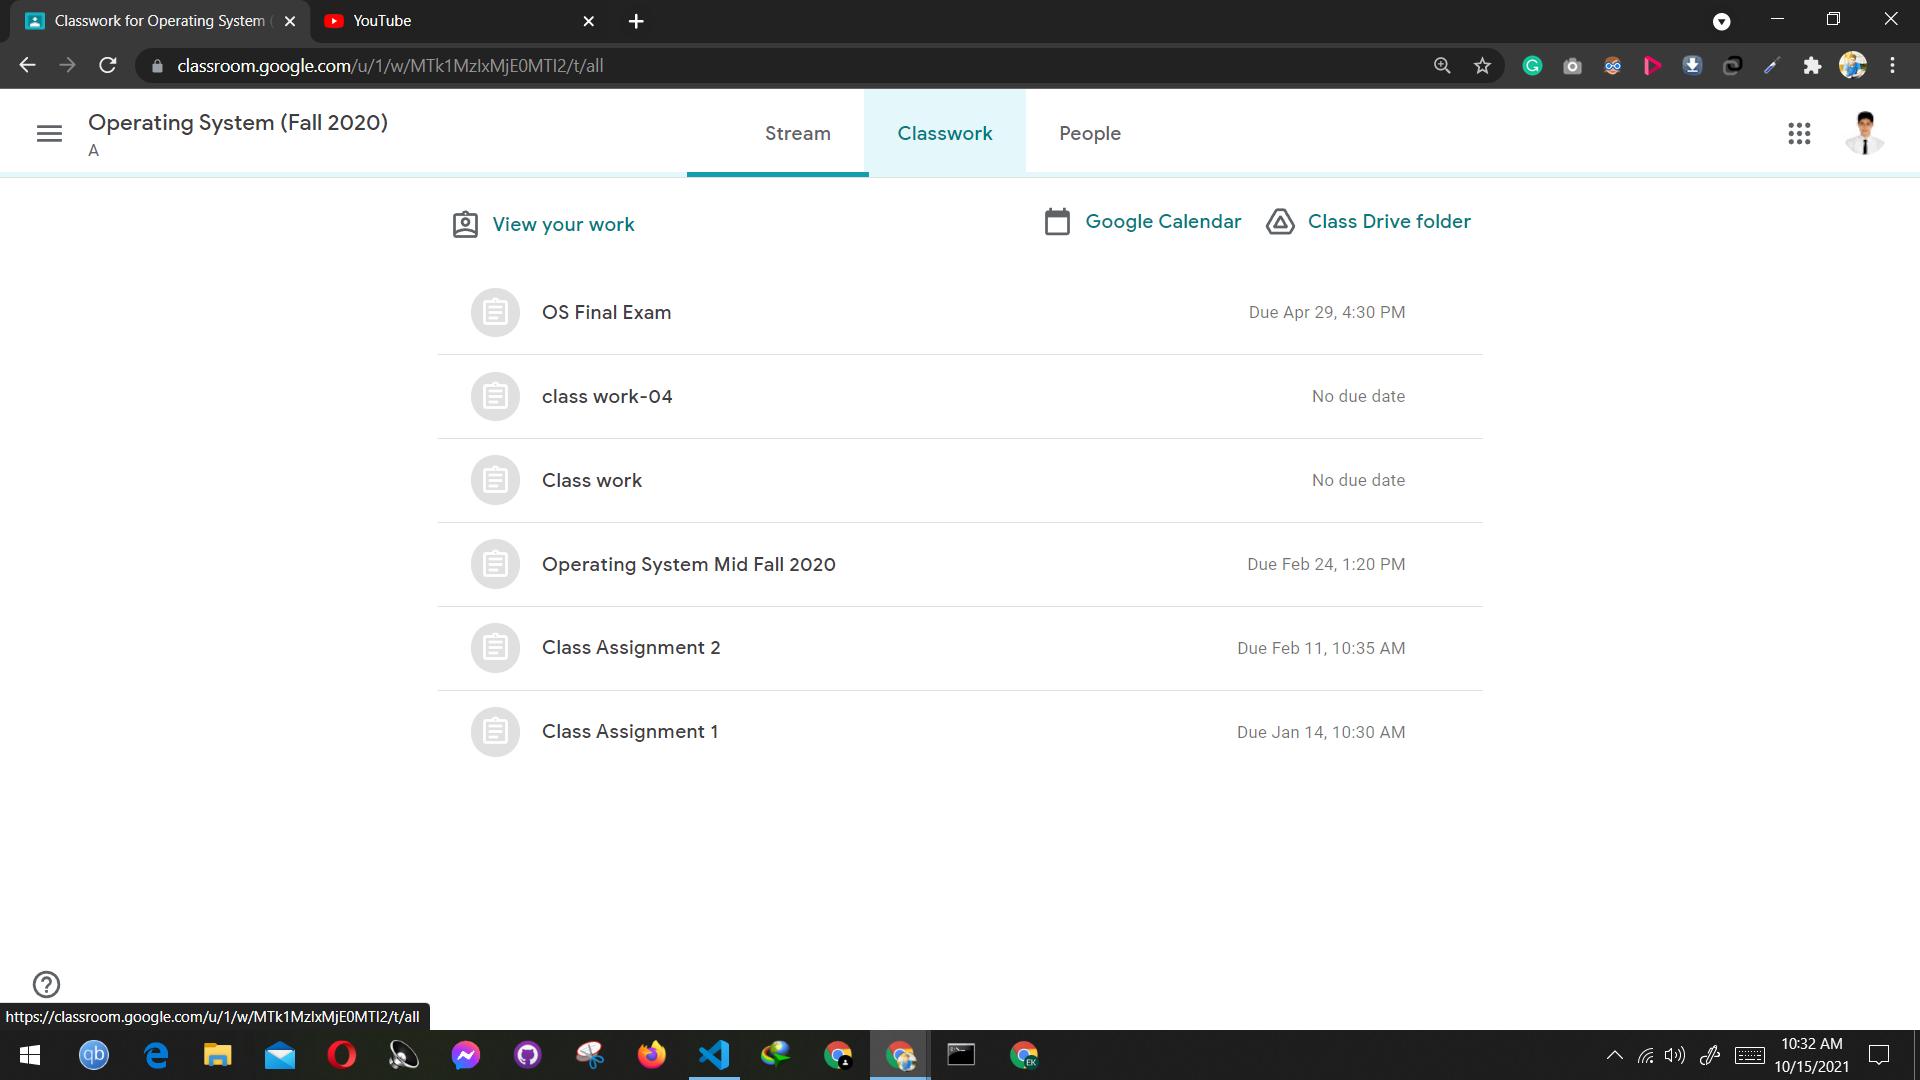 Classwork for Operating System (
YouTube
classroom.google.com/u/1/w/MTk1MzIxMjE0MTI2/t/all
Operating System (Fall 2020)
A
Stream
Classwork
People
View your work
Google Calendar
Class Drive folder
OS Final Exam
Due Apr 29, 4:30 PM
class work-04
No due date
Class work
No due date
Operating System Mid Fall 2020
Due Feb 24, 1:20 PM
Class Assignment 2
Due Feb 11, 10:35 AM
Class Assignment 1
Due Jan 14, 10:30 AM
https://classroom.google.com/u/1/w/MTk1MzIxMjE0MTI2/t/all
qb
EK
10:32 AM
10/15/2021